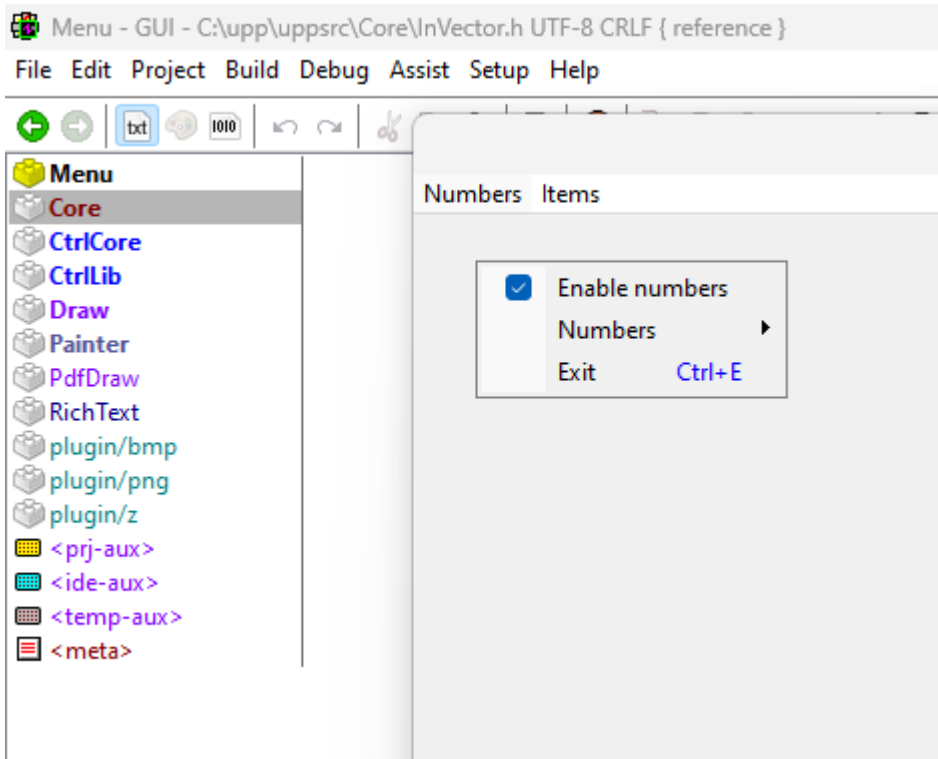 Menu - GUI - C:\upp\uppsrc\Core\InVector.h UTF-8 CRLF { reference }
File Edit Project Build Debug Assist Setup Help
txt 1010
Menu
Core
CtrlCore
CtrlLib
Draw
Painter
PdfDraw
RichText
plugin/bmp
plugin/png
plugin/z
<prj-aux>
<ide-aux>
<temp-aux>
<meta>
Numbers Items
Enable numbers
Numbers
Exit Ctrl+E